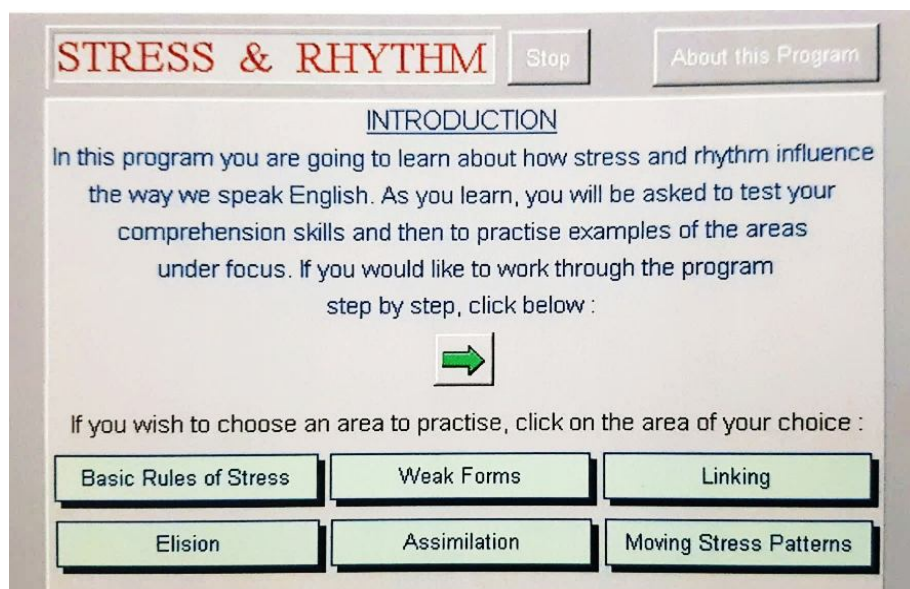 STRESS & RHYTHM Stop About this Program
INTRODUCTION
In this program you are going to learn about how stress and rhythm influence
the way we speak English. As you learn, you will be asked to test your
comprehension skills and then to practise examples of the areas
under focus. If you would like to work through the program
step by step, click below :
If you wish to choose an area to practise, click on the area of your choice :
Basic Rules of Stress Weak Forms Linking
Elision Assimilation Moving Stress Patterns